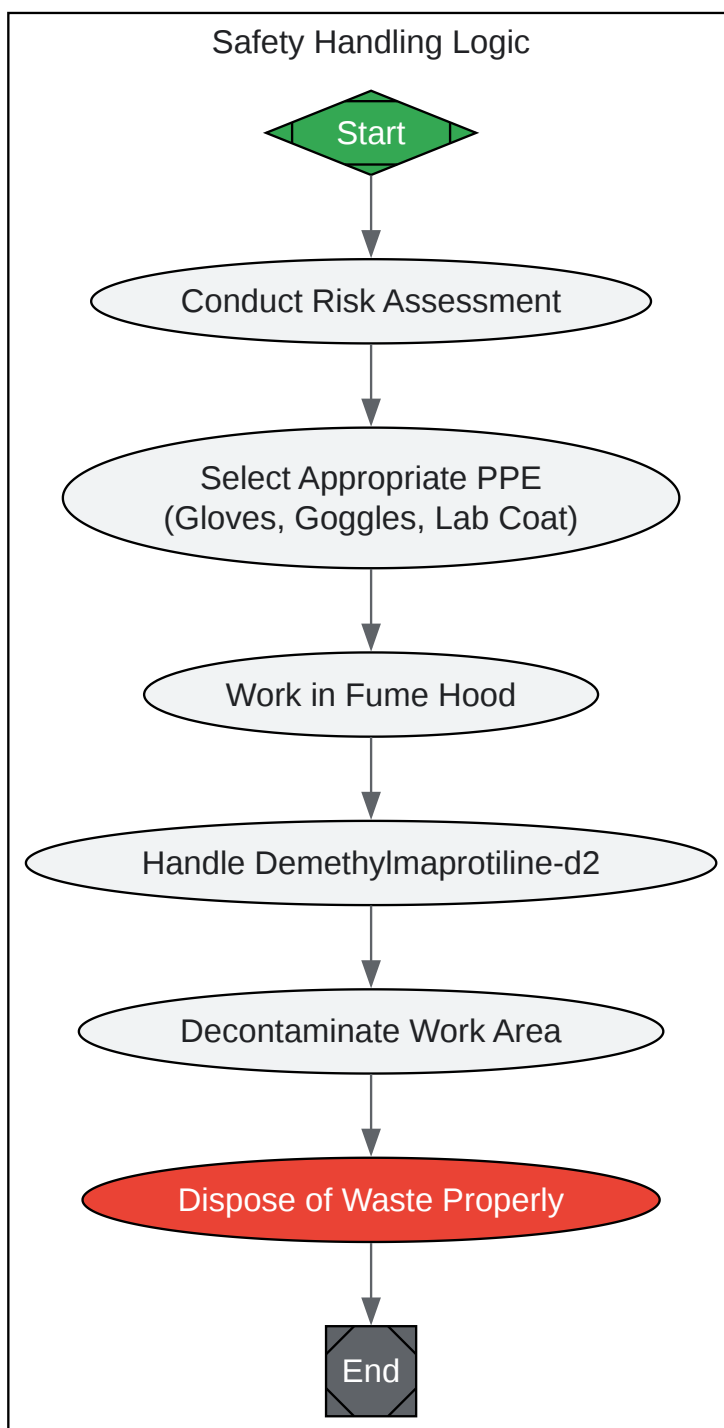 Safety Handling Logic
Start
Conduct Risk Assessment
Select Appropriate PPE
(Gloves, Goggles, Lab Coat)
Work in Fume Hood
Handle Demethylmaprotiline-d2
Decontaminate Work Area
Dispose of Waste Properly
End